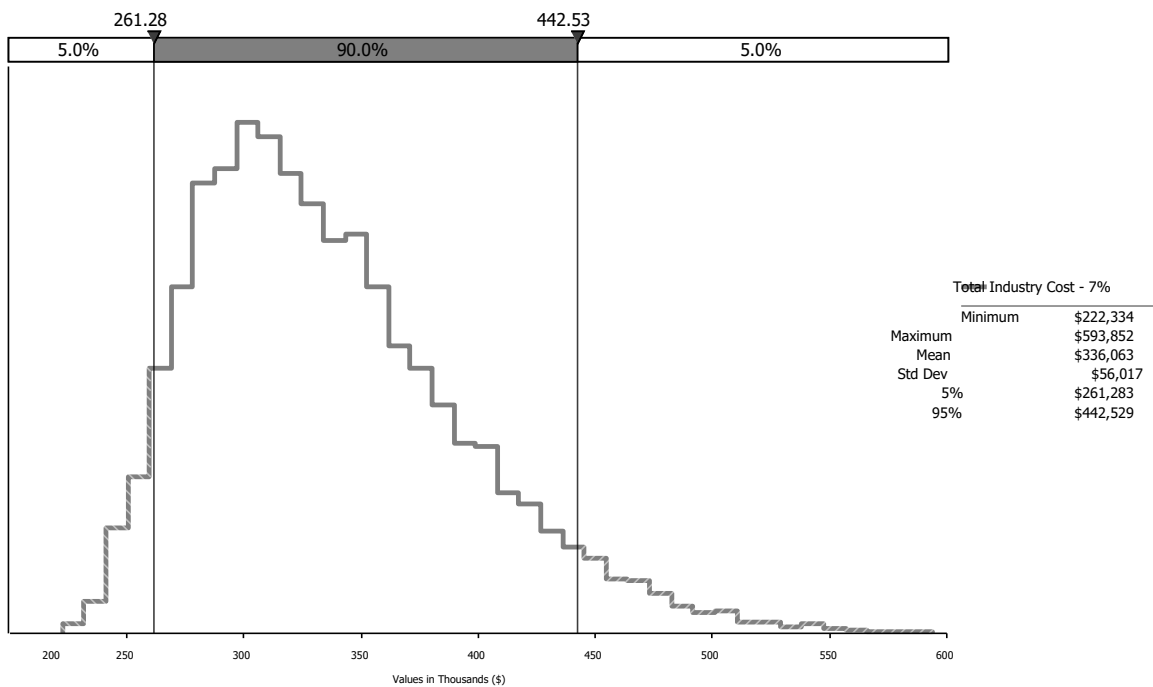 261.28 442.53
5.0% 90.0% 5.0%
Total Industry Cost - 7%
Minimum $222,334
Maximum $593,852
Mean $336,063
Std Dev $56,017
5% $261,283
95% $442,529
200 250 300 350 400 450 500 550 600
Values in Thousands ($)